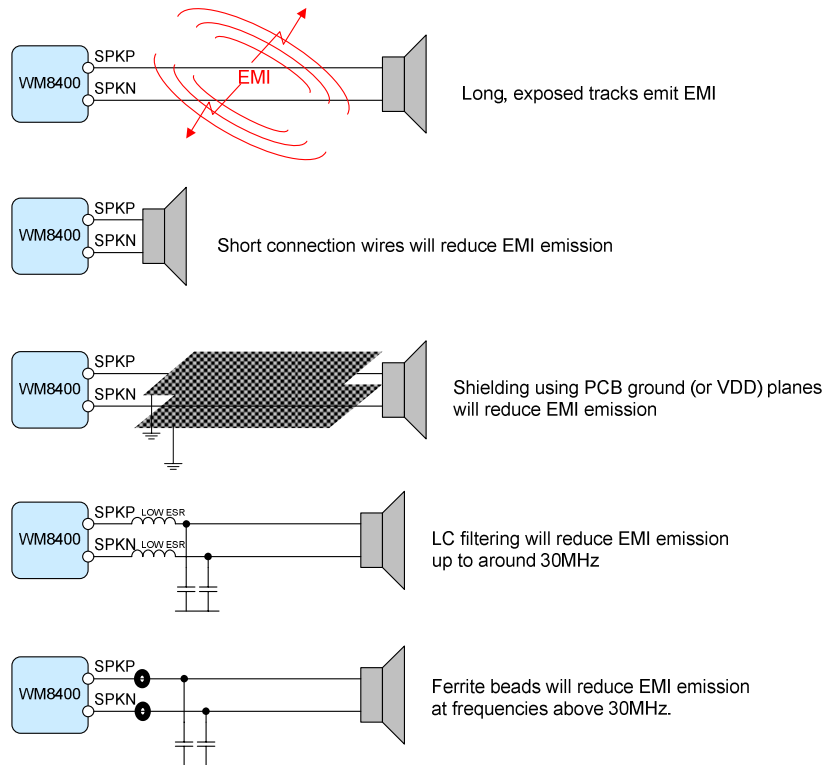 SPKP
WM8400
SPKN
EMI
Long, exposed tracks emit EMI
SPKP
WM8400
SPKN
Short connection wires will reduce EMI emission
SPKP
WM8400
SPKN
Shielding using PCB ground (or VDD) planes
will reduce EMI emission
SPKP LOW ESR
WM8400
SPKN LOW ESR
LC filtering will reduce EMI emission
up to around 30MHz
SPKP
WM8400
SPKN
Ferrite beads will reduce EMI emission
at frequencies above 30MHz.